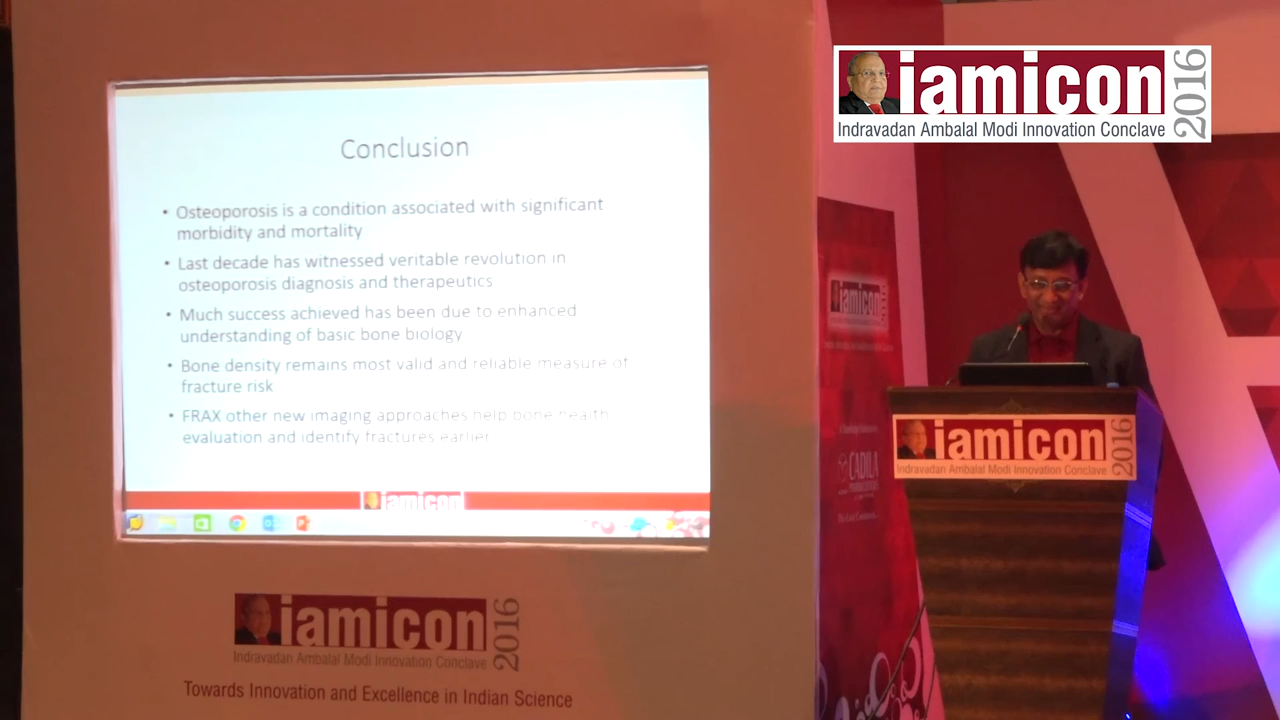 Conclusion
• Osteoporosis is a condition associated with significant
morbidity and mortality
• Last decade has witnessed veritable revolution in
osteoporosis diagnosis and therapeutics
• Much success achieved has been due to enhanced
understanding of basic bone biology
• Bone density remains most valid and reliable measure of
fracture risk
• FRAX other new imaging approaches help bone health
evaluation and identify fractures earlier
iamicon
iamicon 2016
Indravadan Ambalal Modi Innovation Conclave
Towards Innovation and Excellence in Indian Science
iamicon 2016
Indravadan Ambalal Modi Innovation Conclave
iamicon
CADILA
iamicon 2016
Indravadan Ambalal Modi Innovation Conclave